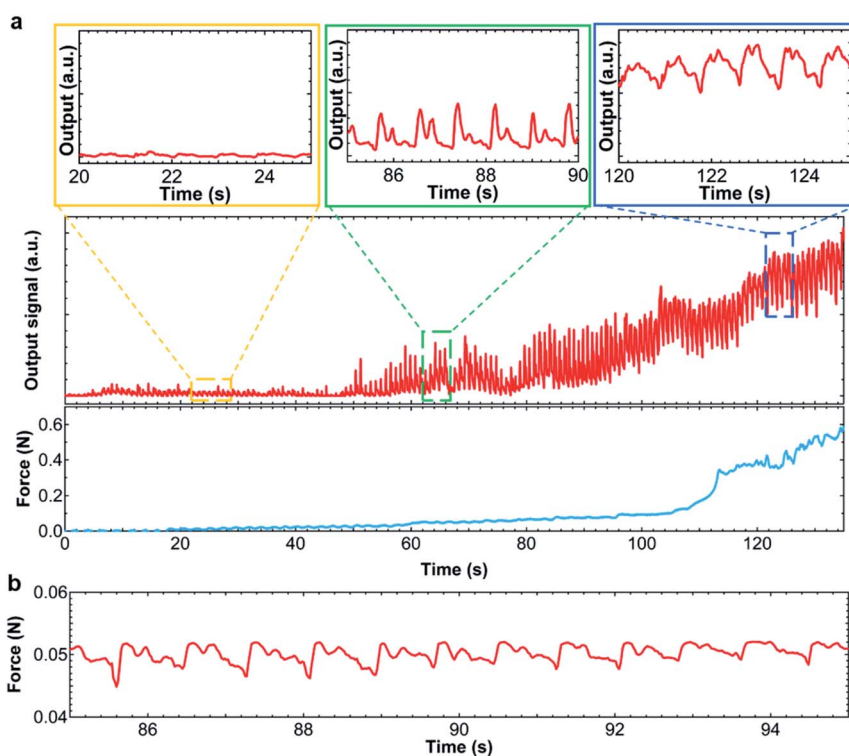 a
Output (a.u.)
20 22 24
Time (s)
Output (a.u.)
86 88 90
Time (s)
Output (a.u.)
120 122 124
Time (s)
Output signal (a.u.)
Force (N)
0.6
0.4
0.2
0.0
0 20 40 60 80 100 120
Time (s)
b
Force (N)
0.06
0.05
0.04
86 88 90 92 94
Time (s)